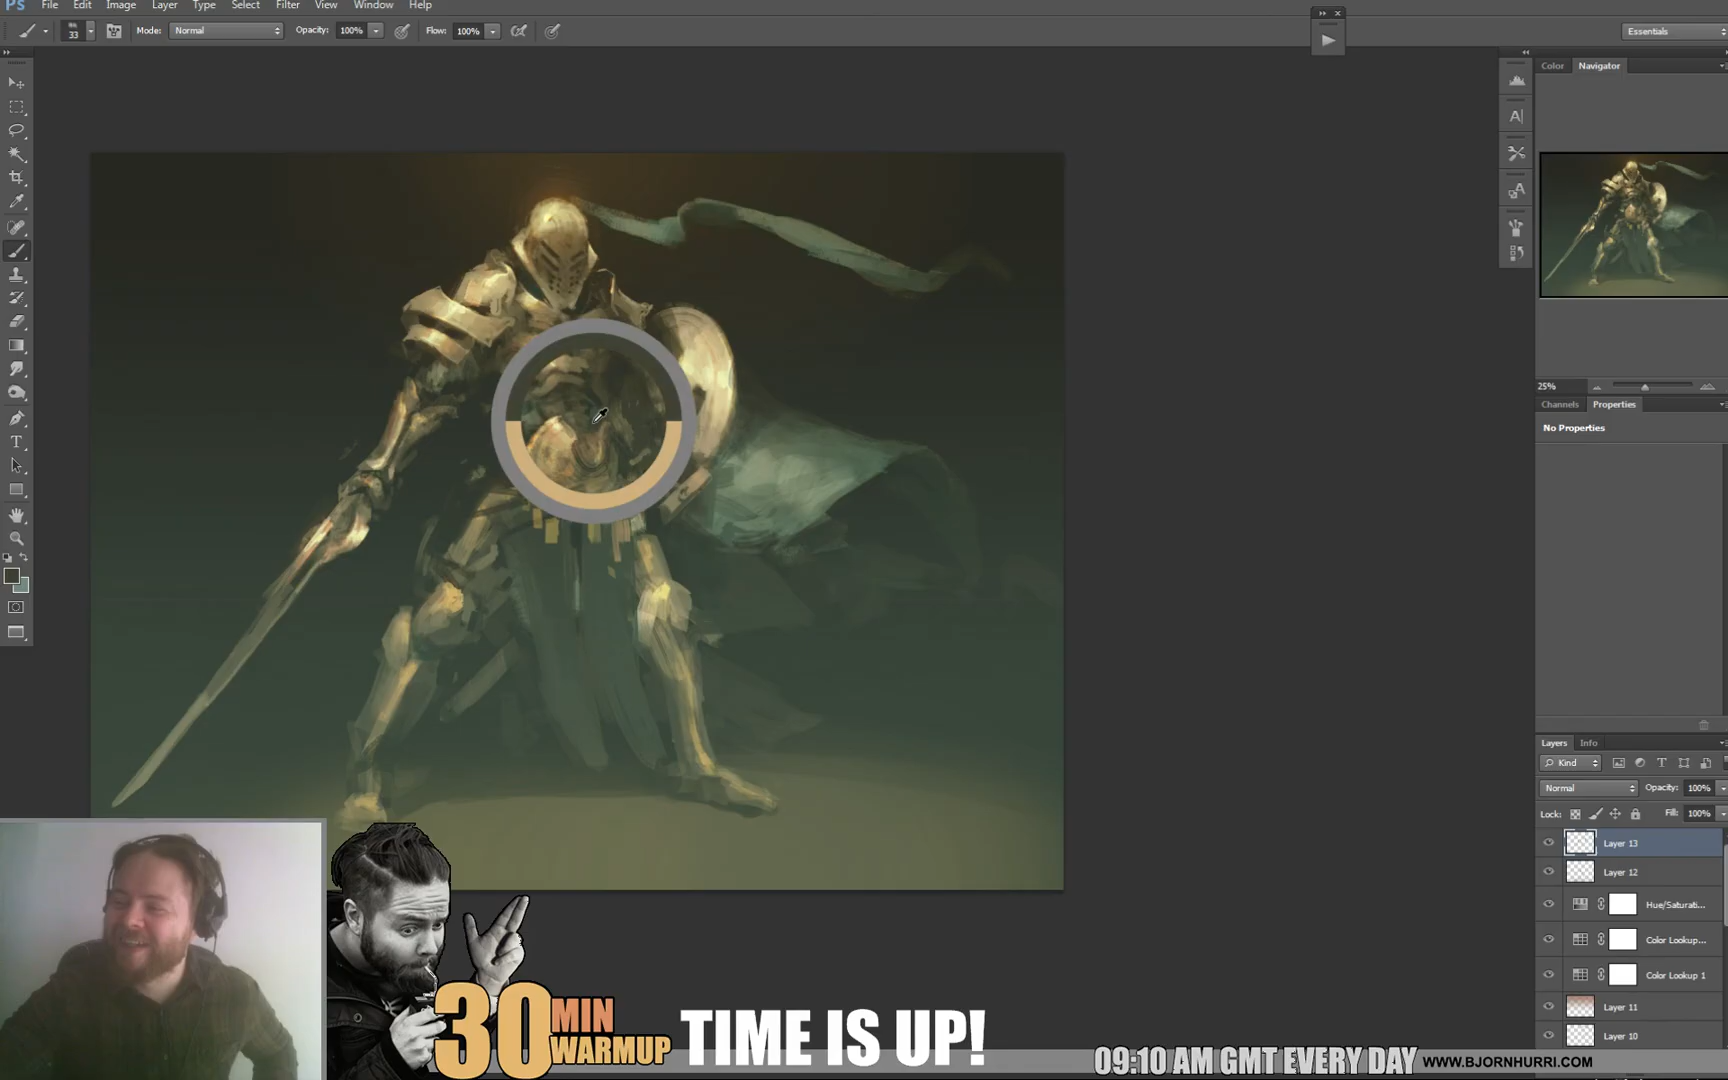 Ps File Edit Image Layer Type Select Filter View Window Help
33 Mode: Normal Opacity: 100% Flow: 100% Essentials
Color Navigator
25%
Channels Properties
No Properties
Layers Info
Kind
Normal Opacity: 100%
Lock: Fill: 100%
Layer 13
Layer 12
Hue/Saturati...
Color Lookup...
Color Lookup 1
Layer 11
Layer 10
30 MIN
WARMUP
TIME IS UP!
09:10 AM GMT EVERY DAY
WWW.BJORNHURRI.COM